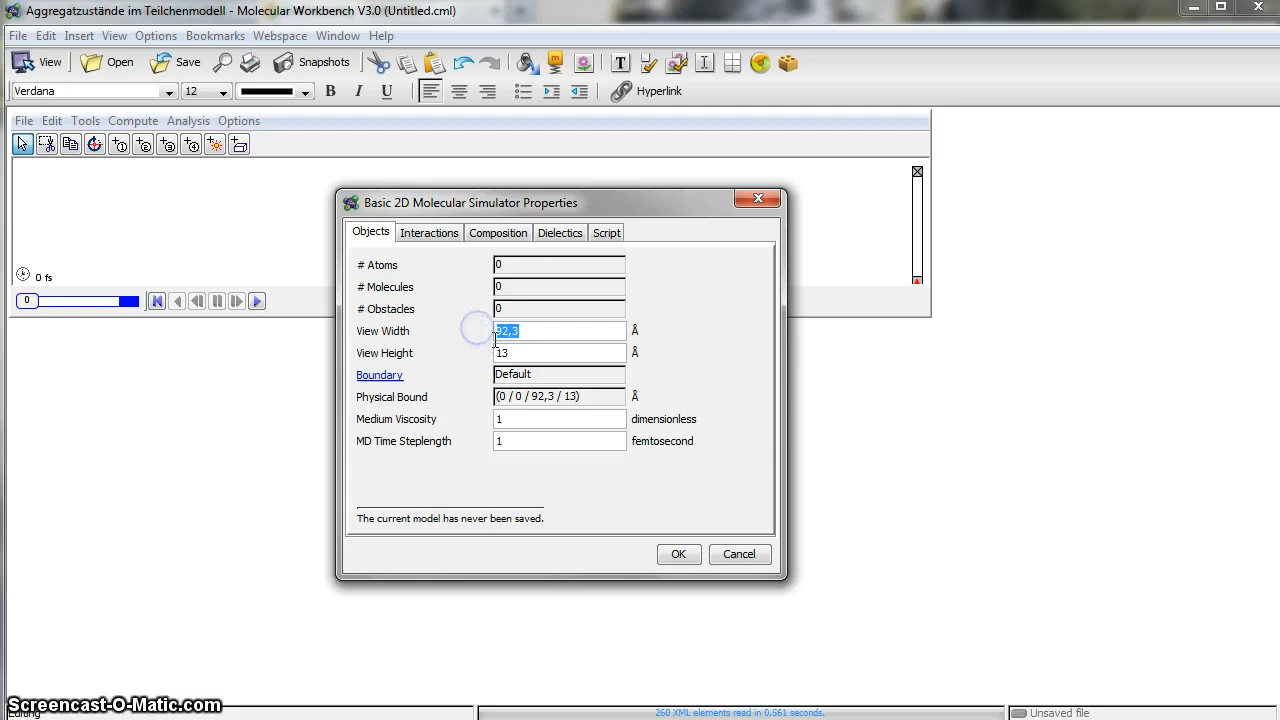 Aggregatzustände im Teilchenmodell - Molecular Workbench V3.0 (Untitled.cml)
File Edit Insert View Options Bookmarks Webspace Window Help
View Open Save Snapshots
Verdana 12 B I U Hyperlink
File Edit Tools Compute Analysis Options
Basic 2D Molecular Simulator Properties
Objects Interactions Composition Dielectics Script
# Atoms 0
# Molecules 0
# Obstacles 0
View Width 92,3 Å
View Height 13 Å
Boundary Default
Physical Bound (0 / 0 / 92,3 / 13) Å
Medium Viscosity 1 dimensionless
MD Time Steplength 1 femtosecond
The current model has never been saved.
OK Cancel
0 fs
0
Screencast-O-Matic.com
260 XML elements read in 0,561 seconds.
Unsaved file